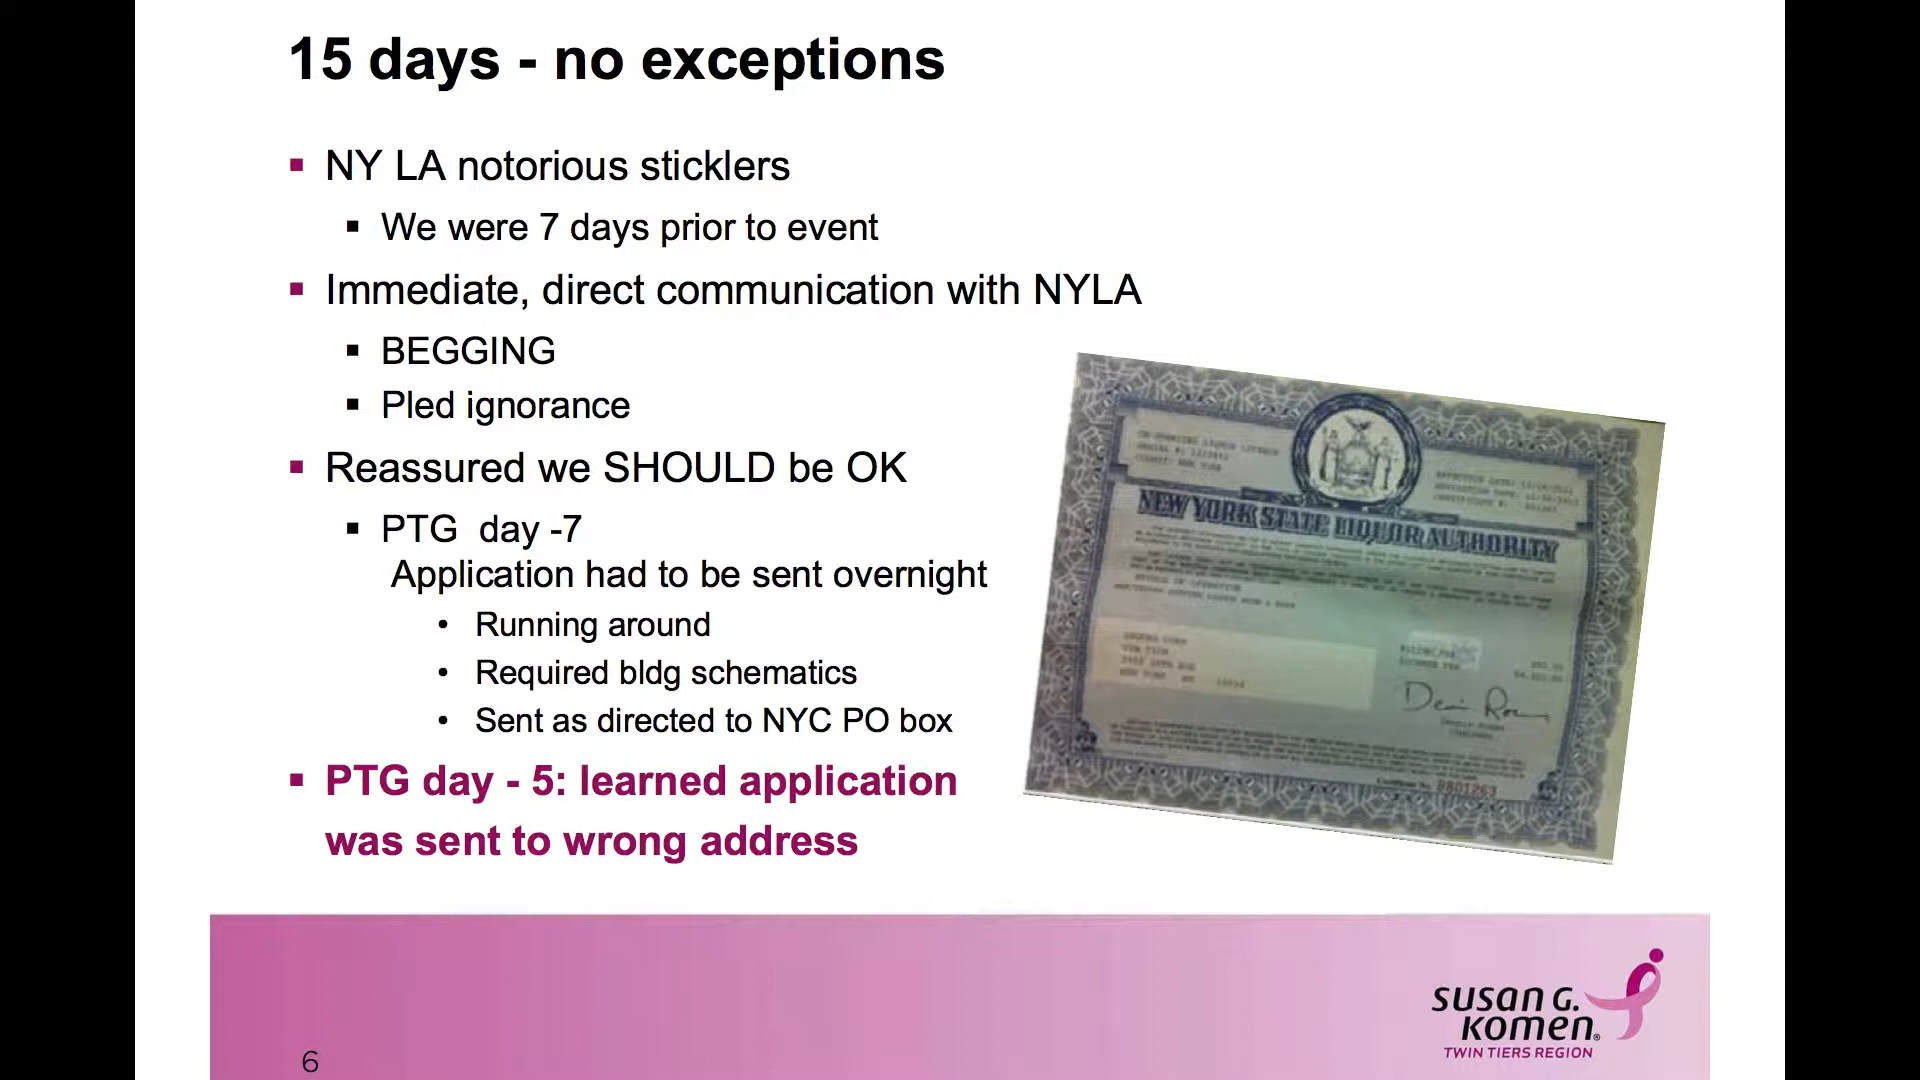 15 days - no exceptions
NY LA notorious sticklers
We were 7 days prior to event
Immediate, direct communication with NYLA
BEGGING
Pled ignorance
Reassured we SHOULD be OK
PTG day -7
Application had to be sent overnight
Running around
Required bldg schematics
Sent as directed to NYC PO box
PTG day - 5: learned application
was sent to wrong address
NEW YORK STATE LIQUOR AUTHORITY
susan G.
komen®
TWIN TIERS REGION
6